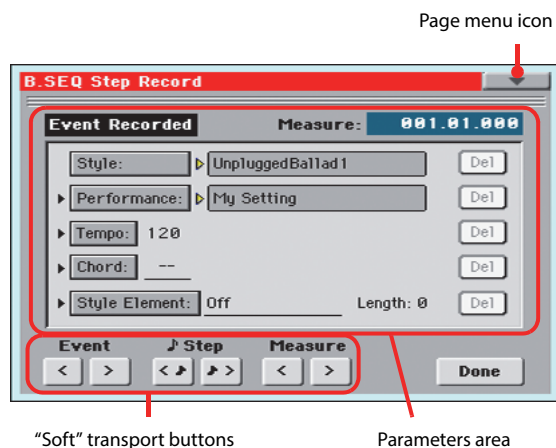 Page menu icon
B.SEQ Step Record
Event Recorded Measure: 001.01.000
Style: UnpluggedBallad1 Del
Performance: My Setting Del
Tempo: 120 Del
Chord: -- Del
Style Element: Off Length: 0 Del
Event ♪ Step Measure
< > < ♪ ♪ > < > Done
“Soft” transport buttons Parameters area